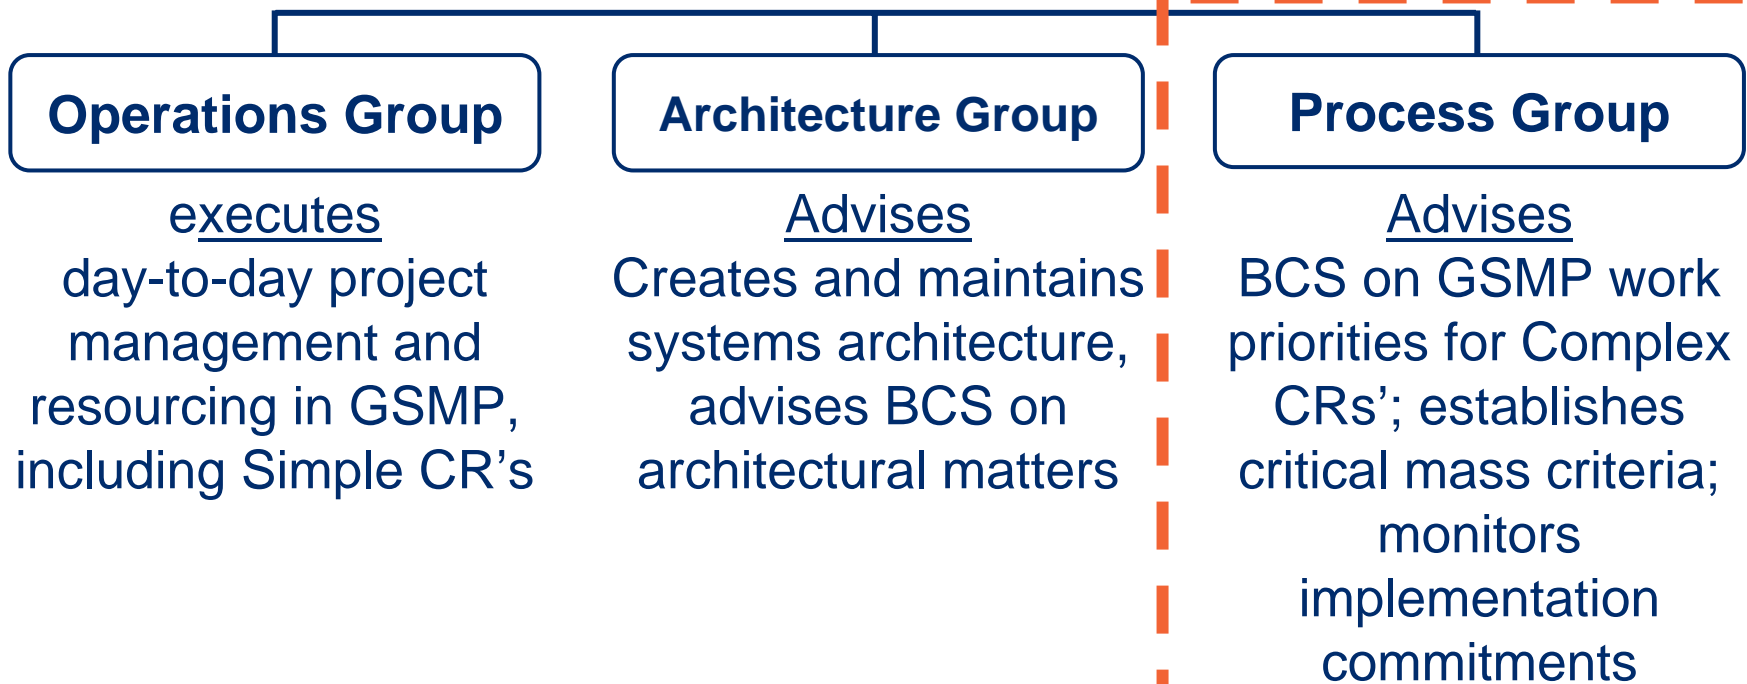 Operations Group
executes
day-to-day project
management and
resourcing in GSMP,
including Simple CR’s
Architecture Group
Advises
Creates and maintains
systems architecture,
advises BCS on
architectural matters
Process Group
Advises
BCS on GSMP work
priorities for Complex
CRs’; establishes
critical mass criteria;
monitors
implementation
commitments